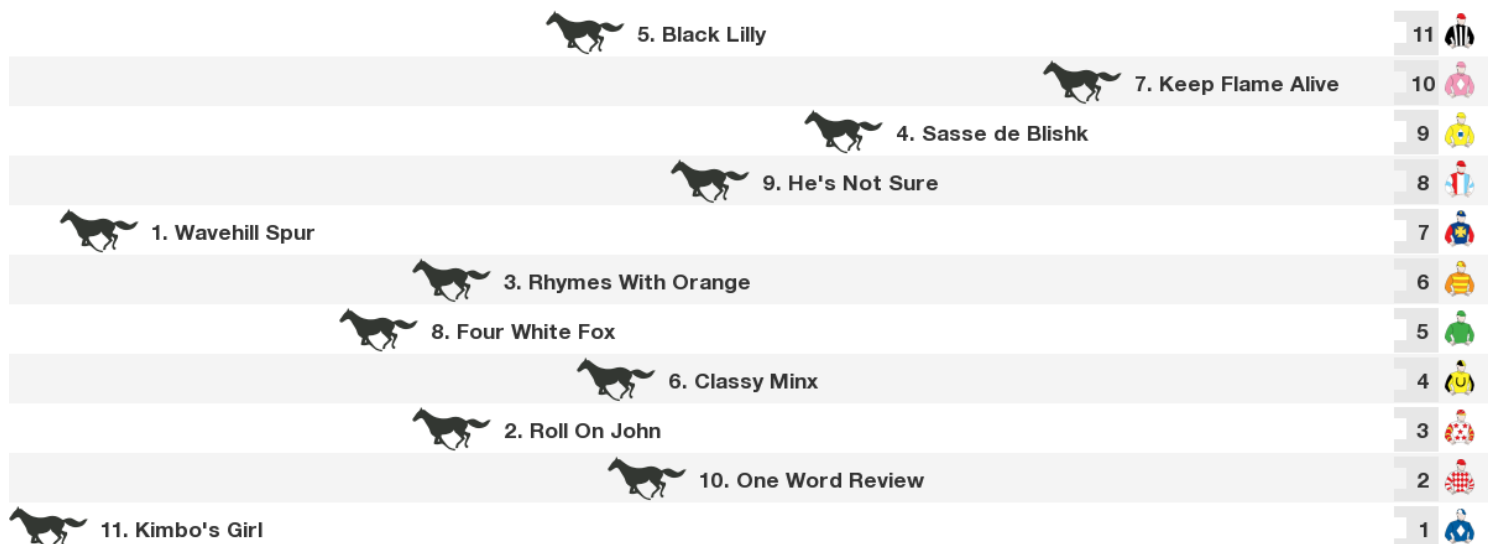 5. Black Lilly 11
7. Keep Flame Alive 10
4. Sasse de Blishk 9
9. He's Not Sure 8
1. Wavehill Spur 7
3. Rhymes With Orange 6
8. Four White Fox 5
6. Classy Minx 4
2. Roll On John 3
10. One Word Review 2
11. Kimbo's Girl 1